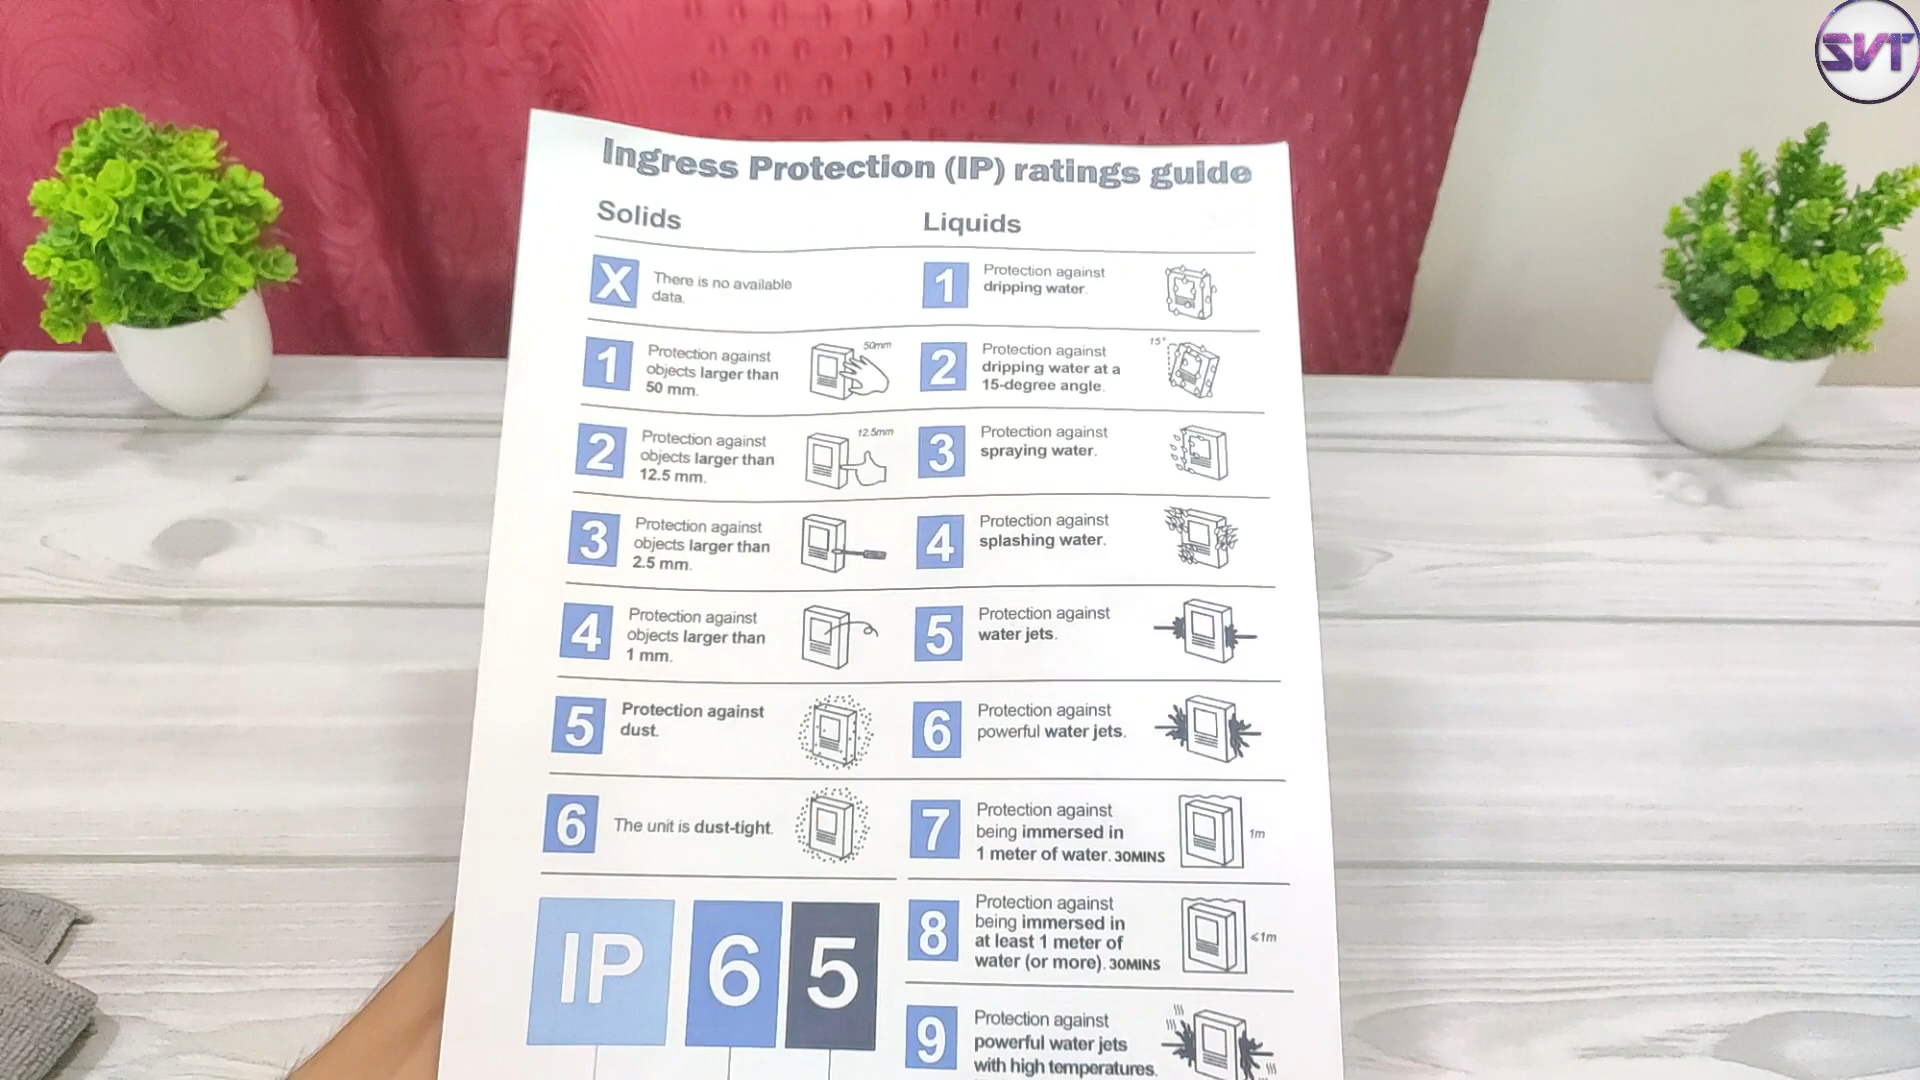 SVT
Ingress Protection (IP) ratings guide
Solids
X
There is no available
data.
1
Protection against
objects larger than
50 mm.
50mm
2
Protection against
objects larger than
12.5 mm.
12.5mm
3
Protection against
objects larger than
2.5 mm.
4
Protection against
objects larger than
1 mm.
5
Protection against
dust.
6
The unit is dust-tight.
IP 6 5
Liquids
1
Protection against
dripping water.
2
Protection against
dripping water at a
15-degree angle.
15°
3
Protection against
spraying water.
4
Protection against
splashing water.
5
Protection against
water jets.
6
Protection against
powerful water jets.
7
Protection against
being immersed in
1 meter of water. 30MINS
1m
8
Protection against
being immersed in
at least 1 meter of
water (or more). 30MINS
⩽1m
9
Protection against
powerful water jets
with high temperatures.